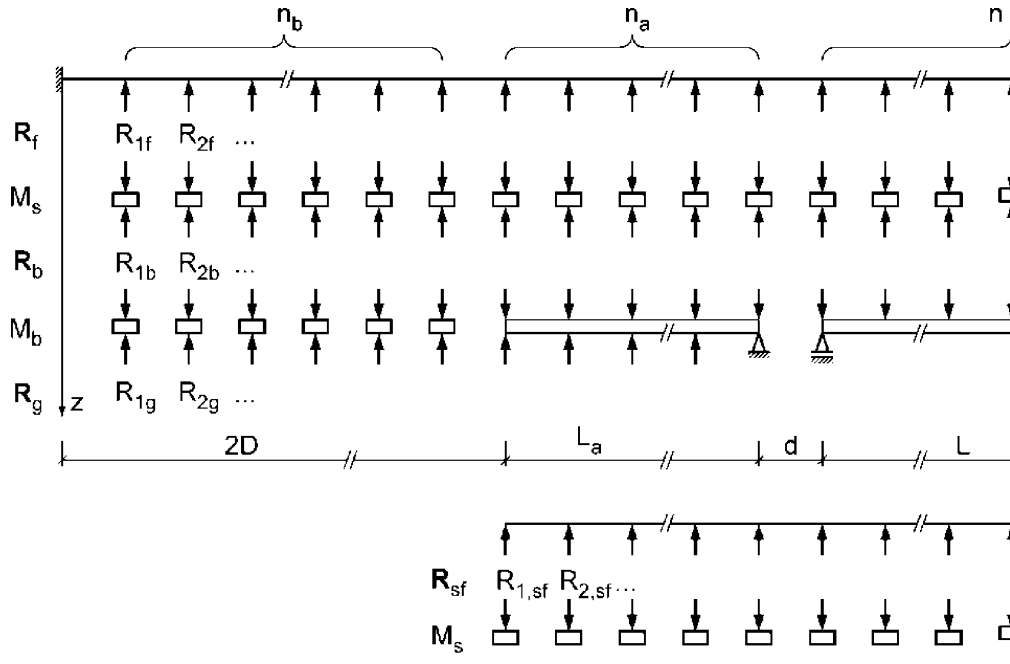 n_b n_a n
R_f R_1f R_2f ...
M_s
R_b R_1b R_2b ...
M_b
R_g z R_1g R_2g ...
2D L_a d L
R_sf R_1,sf R_2,sf ...
M_s